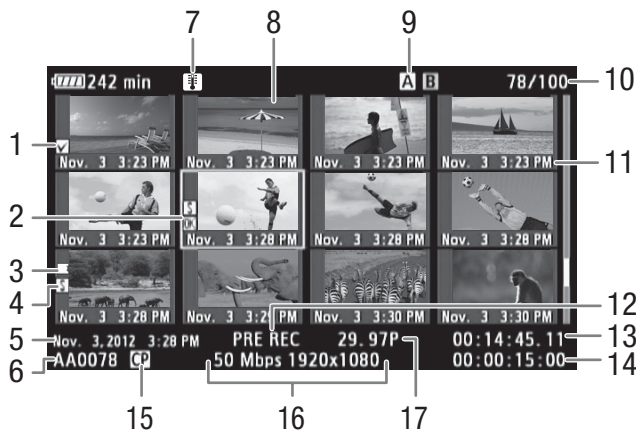 7 8 9
242 min A B 78/100 10
1 Nov. 3 3:23 PM Nov. 3 3:23 PM Nov. 3 3:23 PM Nov. 3 3:23 PM 11
2 S OK
Nov. 3 3:23 PM Nov. 3 3:28 PM Nov. 3 3:28 PM Nov. 3 3:28 PM
3
4 S
Nov. 3 3:28 PM Nov. 3 3:29 PM Nov. 3 3:30 PM Nov. 3 3:30 PM 12
5 Nov. 3, 2012 3:28 PM PRE REC 29.97P 00:14:45.11 13
6 AA0078 CP 50 Mbps 1920x1080 00:00:15:00 14
15 16 17